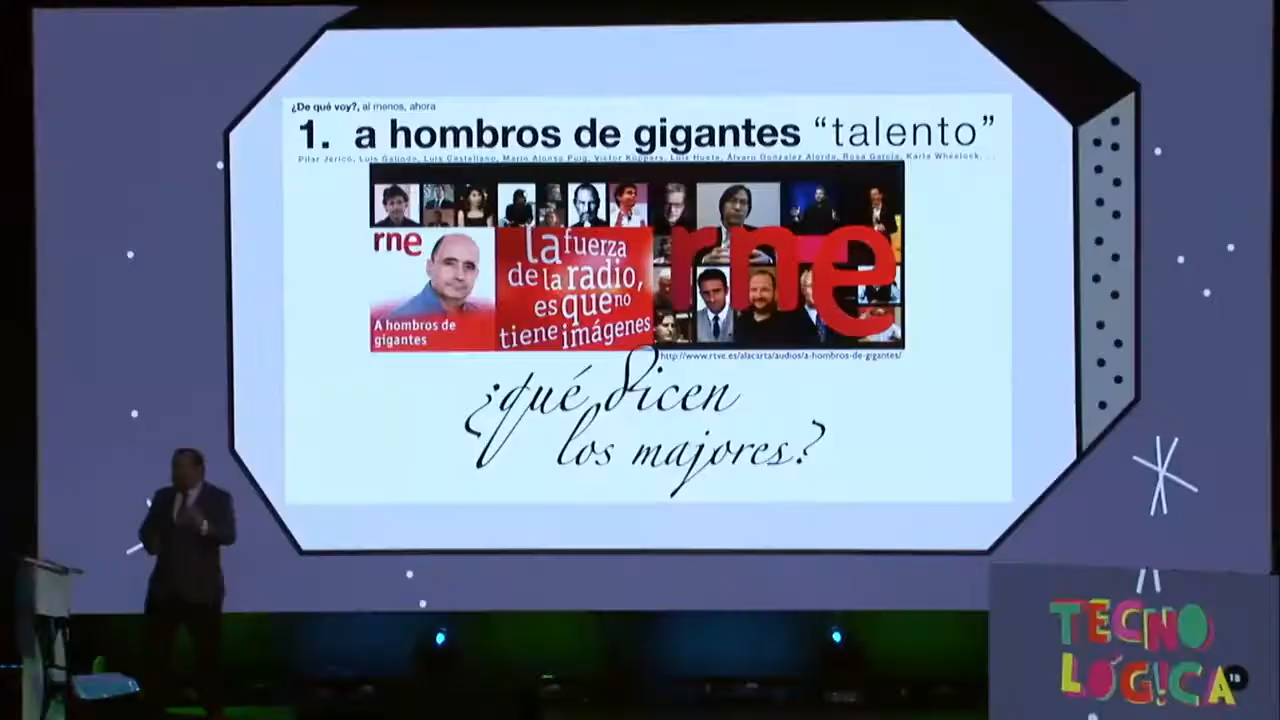 ¿De qué voy?, al menos, ahora
1. a hombros de gigantes “talento”
Pilar Jericó, Luis Galindo, Luis Castellano, Mario Alonso Puig, Victor Küppers, Luis Huete, Álvaro González Alorda, Rosa García, Karla Wheelock, ...
rne
A hombros de
gigantes
la fuerza
de la radio,
es que no
tiene imágenes
rne
http://www.rtve.es/alacarta/audios/a-hombros-de-gigantes/
¿qué dicen
los majores?
TECNO
LÓGICA
18